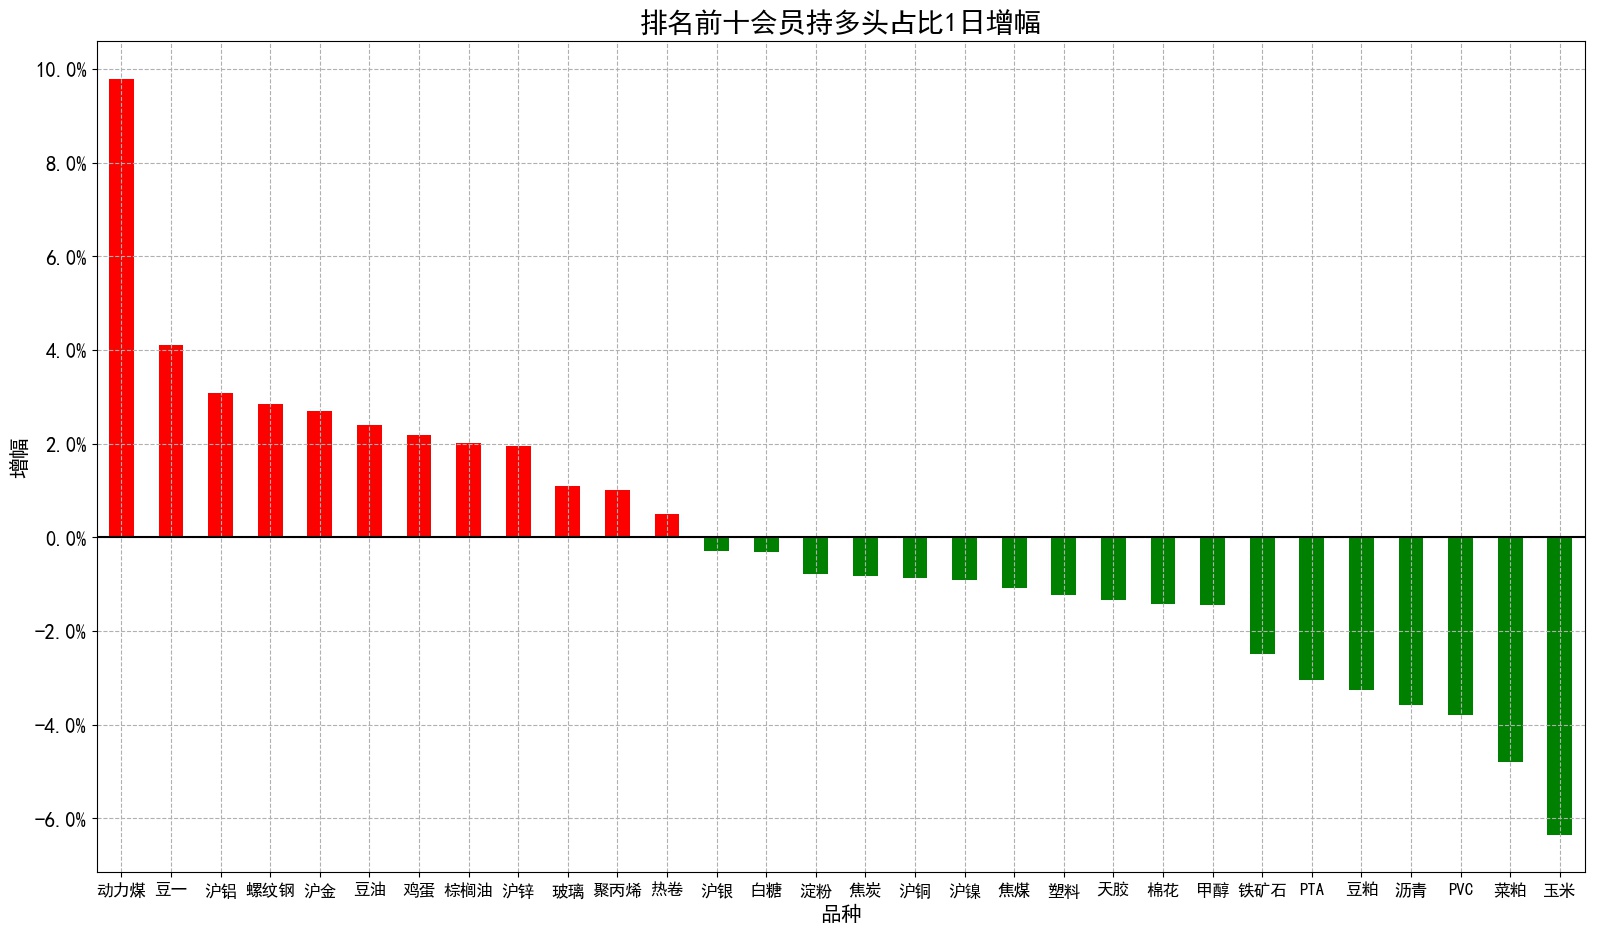 排名前十会员持多头占比1日增幅
10.0%
8.0%
6.0%
4.0%
2.0%
0.0%
-2.0%
-4.0%
-6.0%
增幅
动力煤 豆一 沪铝 螺纹钢 沪金 豆油 鸡蛋 棕榈油 沪锌 玻璃 聚丙烯 热卷 沪银 白糖 淀粉 焦炭 沪铜 沪镍 焦煤 塑料 天胶 棉花 甲醇 铁矿石 PTA 豆粕 沥青 PVC 菜粕 玉米
品种